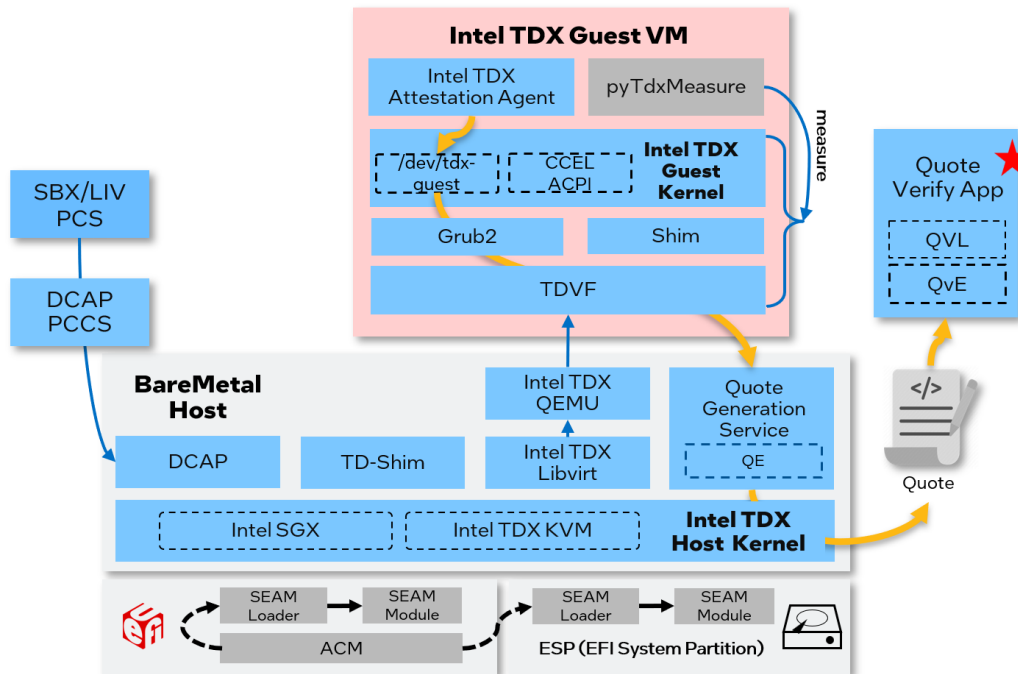 Intel TDX Guest VM
Intel TDX
Attestation Agent
pyTdxMeasure
measure
/dev/tdx-
guest
CCEL
ACPI
Intel TDX
Guest
Kernel
Grub2
Shim
TDVF
SBX/LIV
PCS
DCAP
PCCS
Quote
Verify App
QVL
QvE
BareMetal
Host
Intel TDX
QEMU
Quote
Generation
Service
QE
DCAP
TD-Shim
Intel TDX
Libvirt
</>
Quote
Intel SGX
Intel TDX KVM
Intel TDX
Host Kernel
UEFI
SEAM
Loader
SEAM
Module
ACM
SEAM
Loader
SEAM
Module
ESP (EFI System Partition)